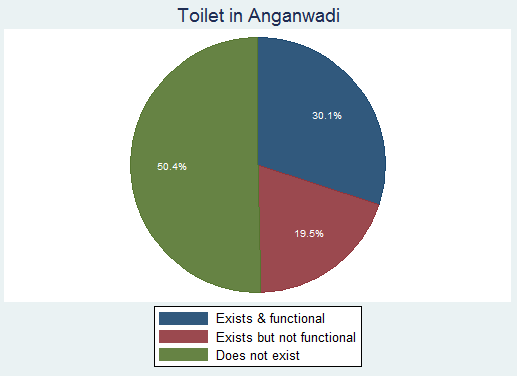 Toilet in Anganwadi
30.1%
50.4%
19.5%
Exists & functional
Exists but not functional
Does not exist